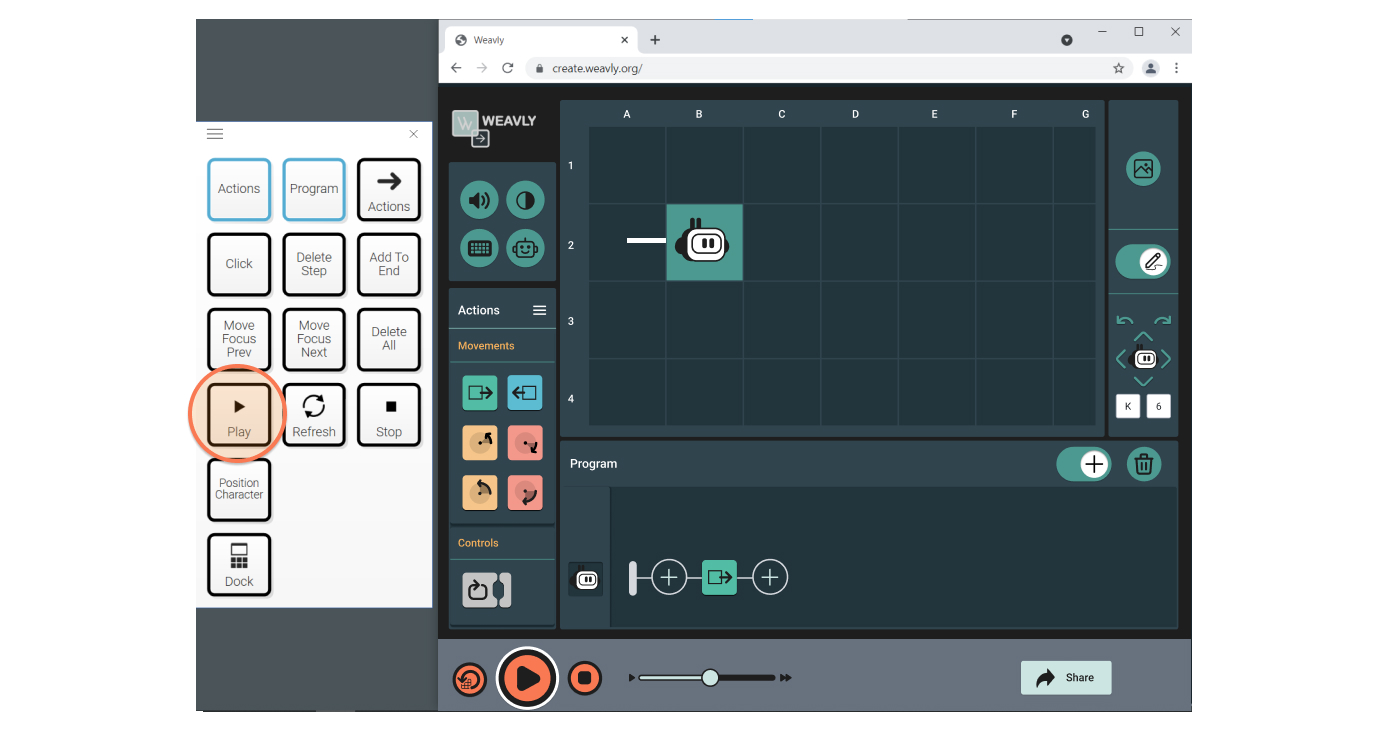 Weavly
create.weavly.org/
Actions
Program
Actions
Click
Delete
Step
Add To
End
Move
Focus
Prev
Move
Focus
Next
Delete
All
Play
Refresh
Stop
Position
Character
Dock
W WEAVLY
A B C D E F G
1
2
3
4
Actions
Movements
Controls
K 6
Program
Share